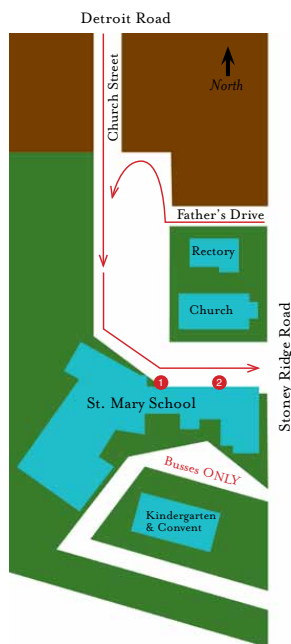 Detroit Road
Church Street
North
Father's Drive
Rectory
Church
Stoney Ridge Road
1
2
St. Mary School
Busses ONLY
Kindergarten
& Convent